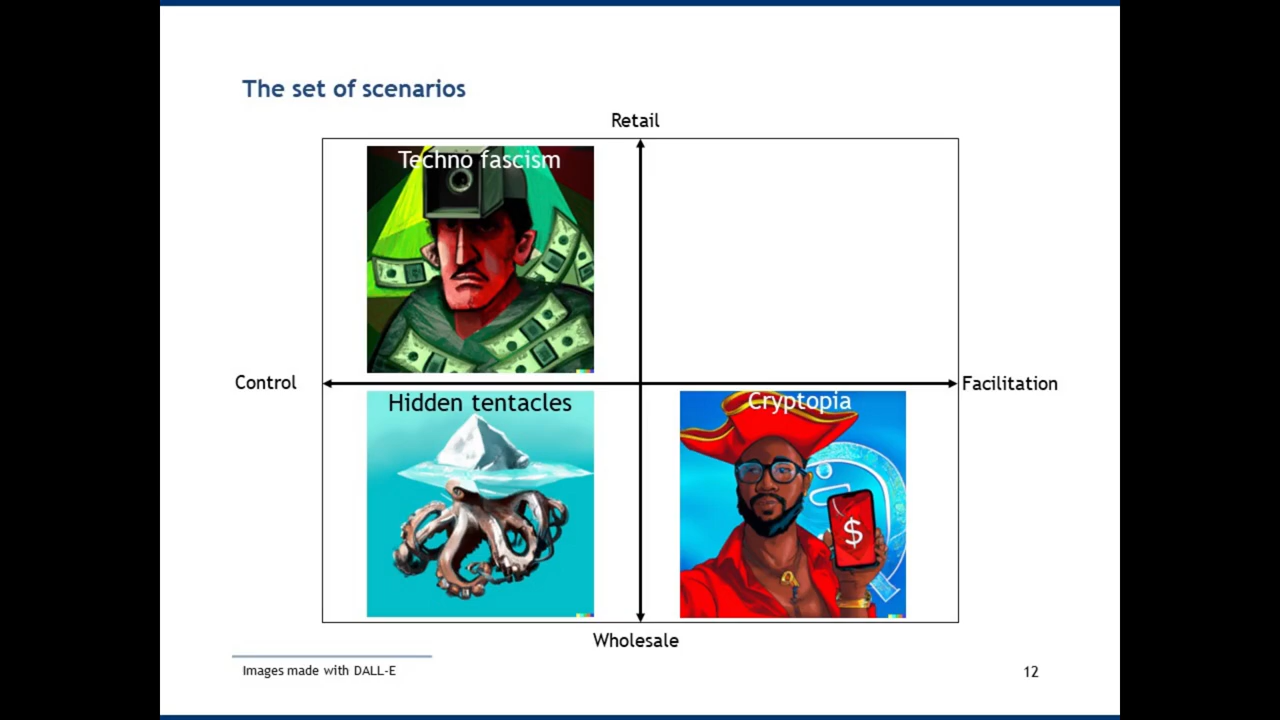 The set of scenarios
Retail
Techno fascism
Control
Facilitation
Hidden tentacles
Cryptopia
$
Wholesale
Images made with DALL-E
12